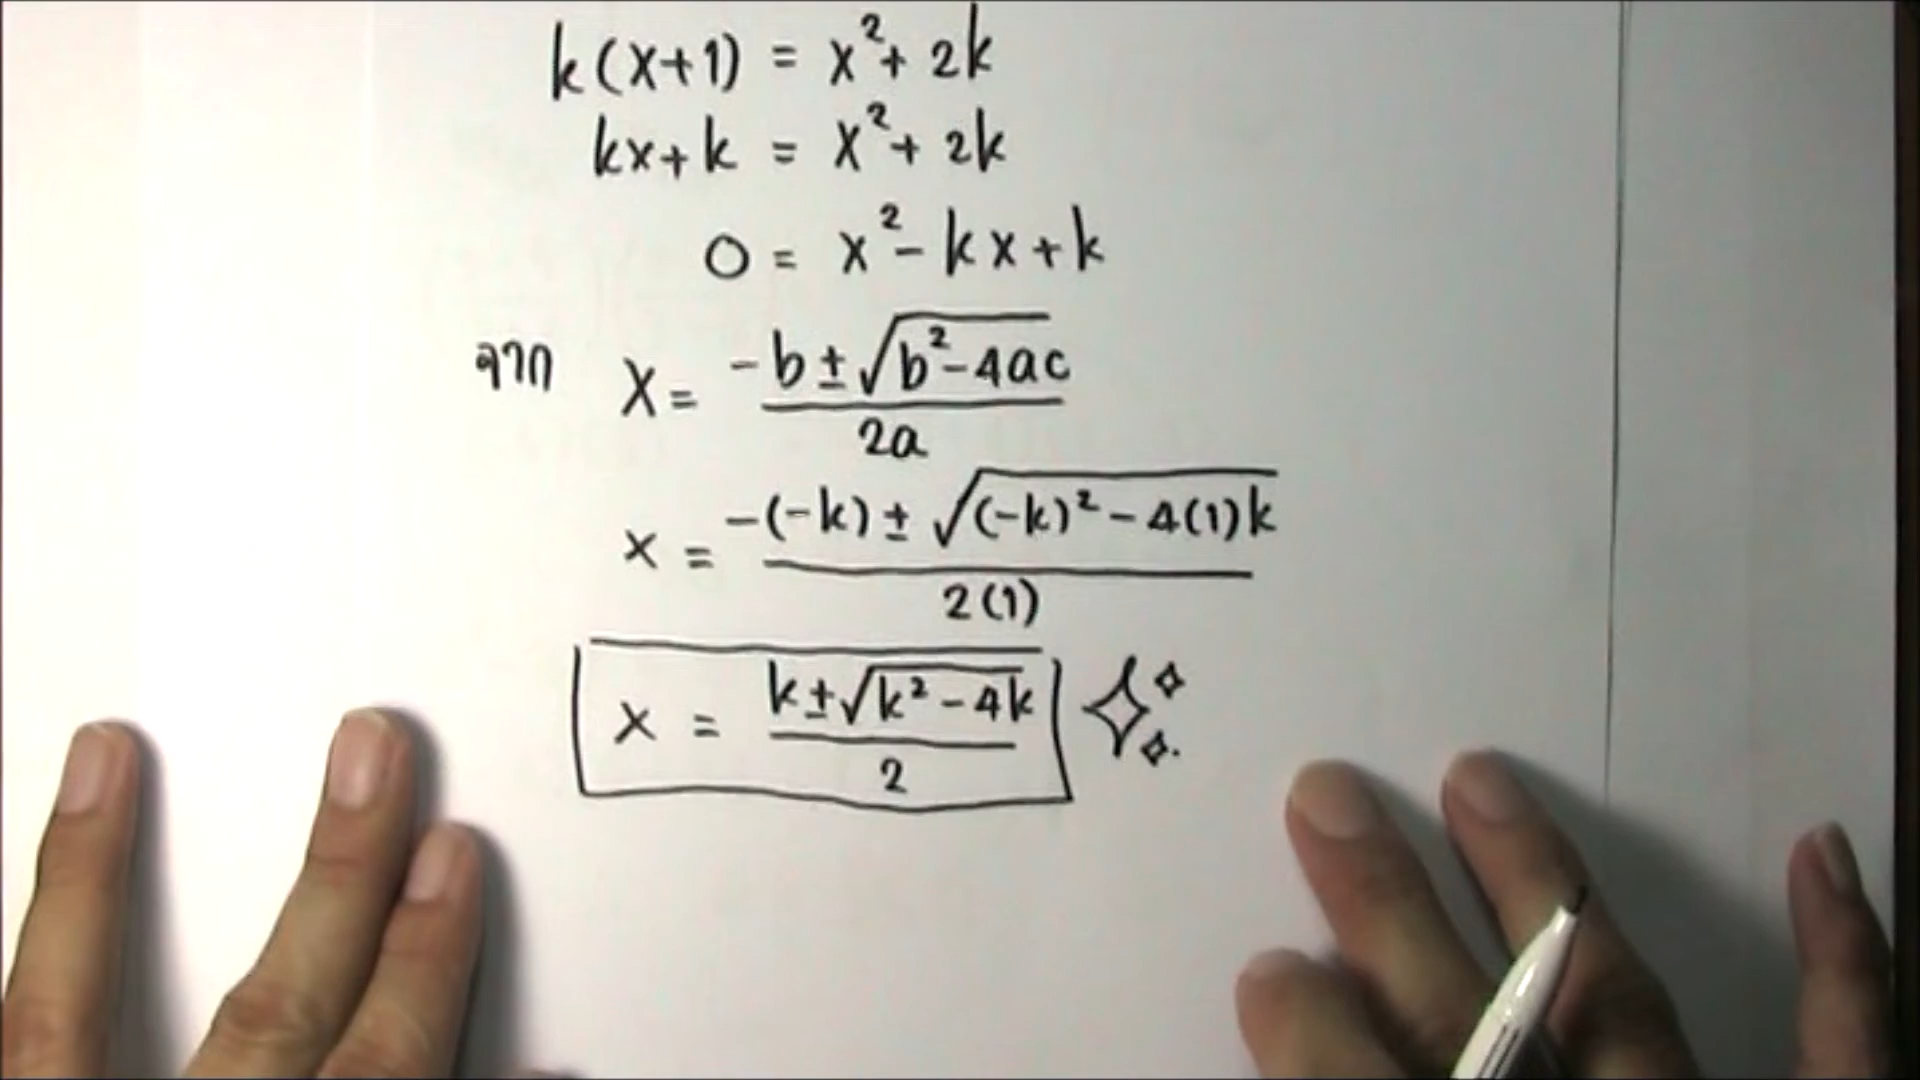 k(x+1) = x²+ 2k
kx+k = x²+ 2k
0 = x²- kx+k
จาก x = -b±√b²-4ac / 2a
x = -(-k) ± √(-k)² - 4(1)k / 2(1)
x = k±√k² - 4k / 2